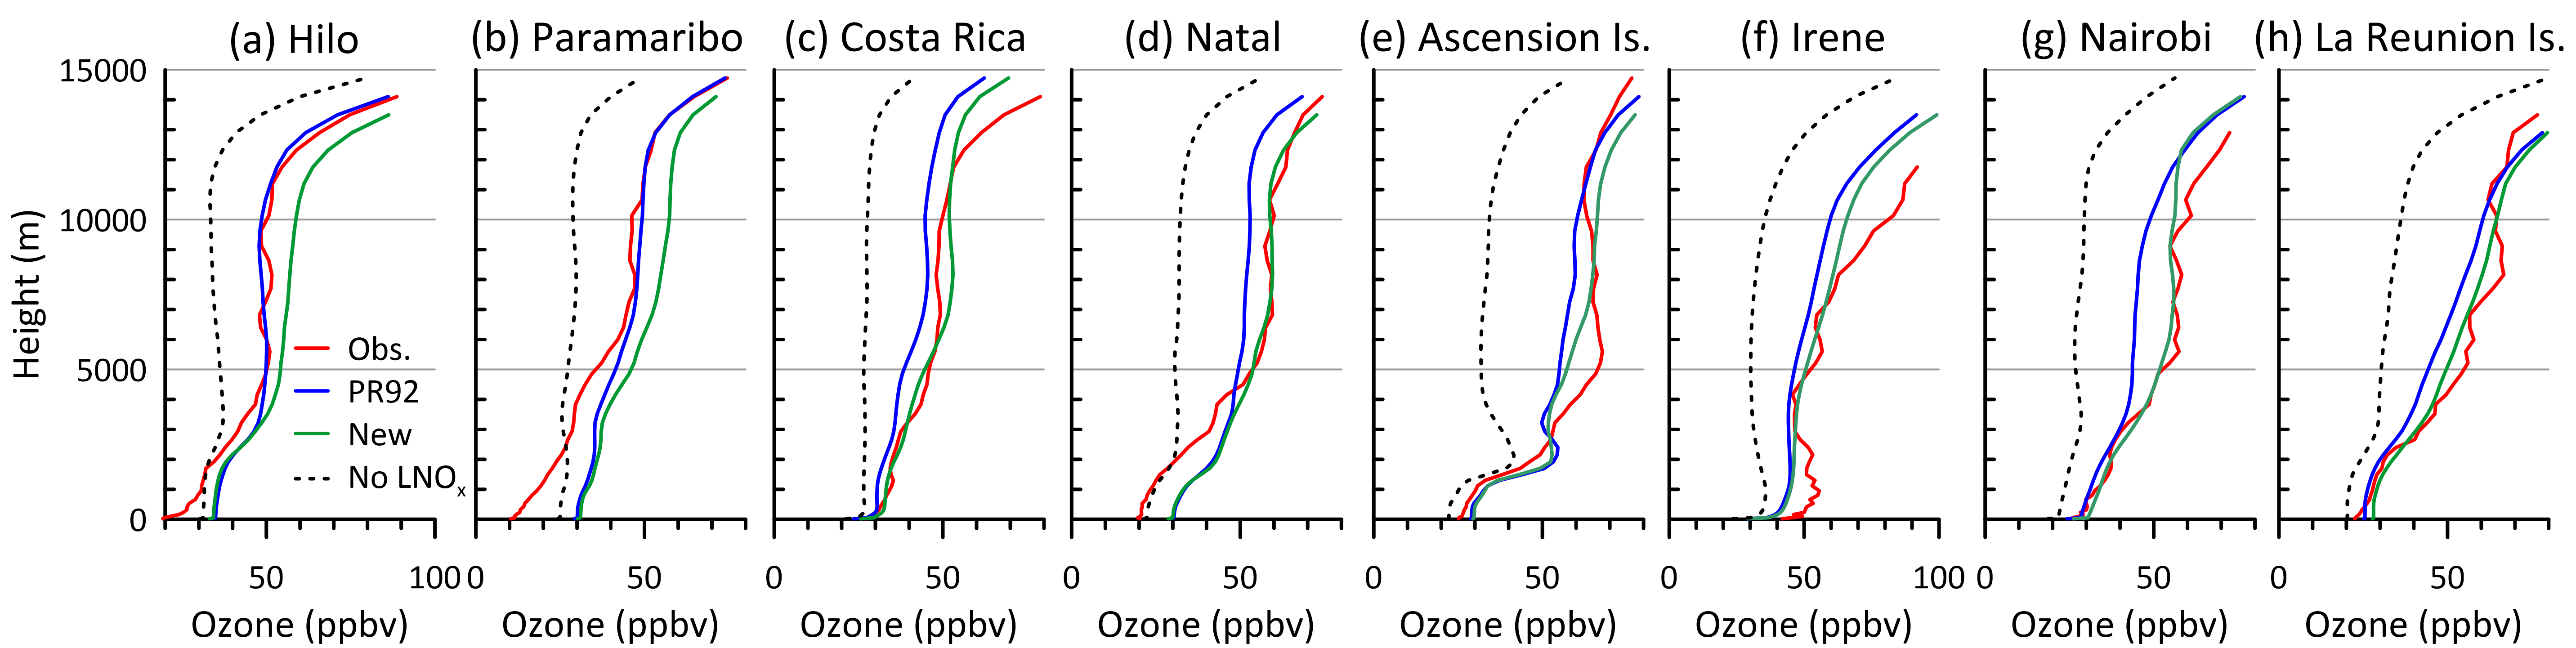 (a) Hilo (b) Paramaribo (c) Costa Rica (d) Natal (e) Ascension Is. (f) Irene (g) Nairobi (h) La Reunion Is.
15000
10000
5000
0
Height (m)
Obs.
PR92
New
No LNOx
50 100 0 50 0 50 0 50 0 50 0 50 100 0 50 0 50
Ozone (ppbv) Ozone (ppbv) Ozone (ppbv) Ozone (ppbv) Ozone (ppbv) Ozone (ppbv) Ozone (ppbv) Ozone (ppbv)